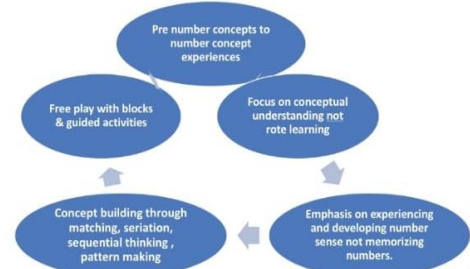 Pre number concepts to
number concept
experiences
Focus on conceptual
understanding not
rote learning
Emphasis on experiencing
and developing number
sense not memorizing
numbers.
Concept building through
matching, seriation,
sequential thinking ,
pattern making
Free play with blocks
& guided activities